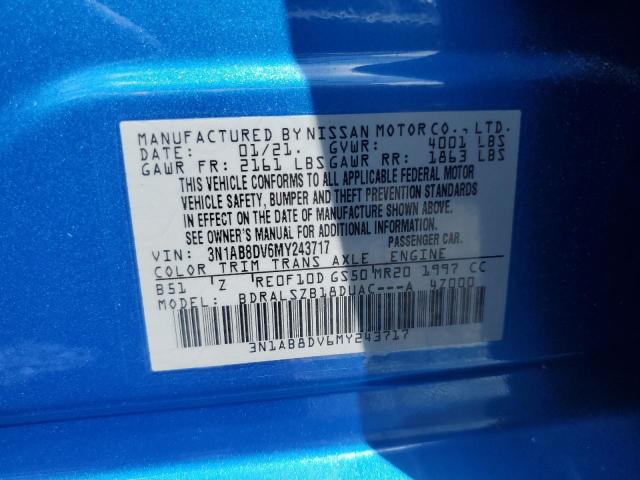 MANUFACTURED BY NISSAN MOTOR CO., LTD.
DATE: 01/21. GVWR: 4001 LBS
GAWR FR: 2161 LBS GAWR RR: 1863 LBS
THIS VEHICLE CONFORMS TO ALL APPLICABLE FEDERAL MOTOR
VEHICLE SAFETY, BUMPER AND THEFT PREVENTION STANDARDS
IN EFFECT ON THE DATE OF MANUFACTURE SHOWN ABOVE.
SEE OWNER'S MANUAL FOR ADDITIONAL INFORMATION.
VIN: 3N1AB8DV6MY243717 PASSENGER CAR.
COLOR TRIM TRANS AXLE ENGINE
B51 'Z RE0F10D GS50 MR20 1997 CC
MODEL: BDRALSZB18DUAC---A 4Z000
3N1AB8DV6MY243717